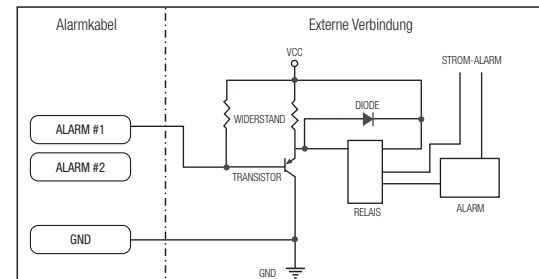 Alarmkabel
Externe Verbindung
VCC
STROM-ALARM
DIODE
WIDERSTAND
ALARM #1
ALARM #2
TRANSISTOR
RELAIS
ALARM
GND
GND